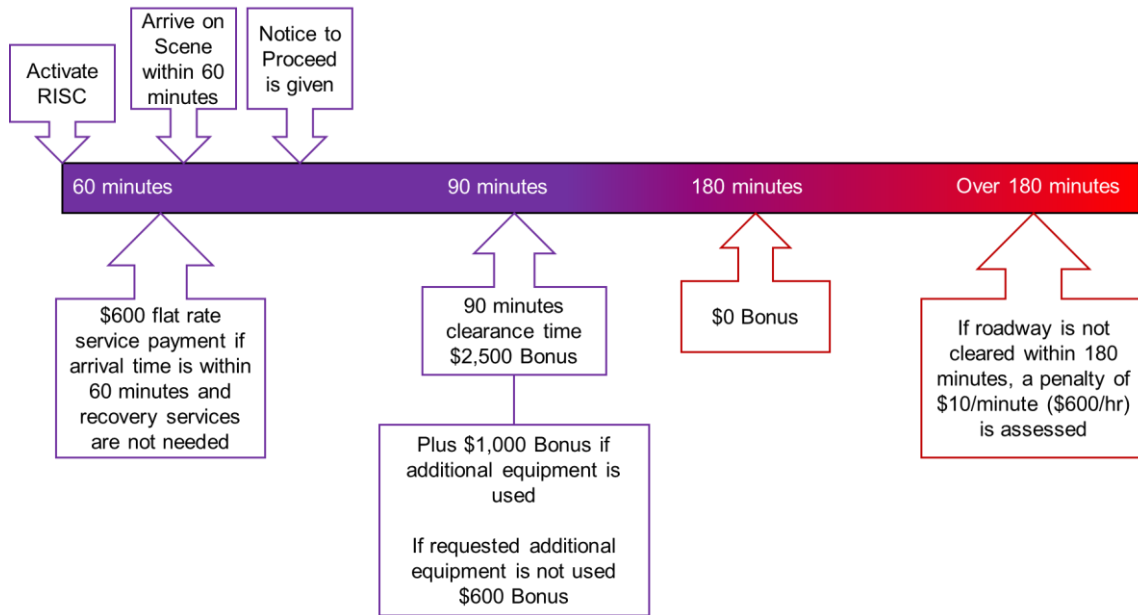 Activate
RISC
Arrive on
Scene
within 60
minutes
Notice to
Proceed
is given
60 minutes
90 minutes
180 minutes
Over 180 minutes
$600 flat rate
service payment if
arrival time is within
60 minutes and
recovery services
are not needed
90 minutes
clearance time
$2,500 Bonus
Plus $1,000 Bonus if
additional equipment is
used
If requested additional
equipment is not used
$600 Bonus
$0 Bonus
If roadway is not
cleared within 180
minutes, a penalty of
$10/minute ($600/hr)
is assessed